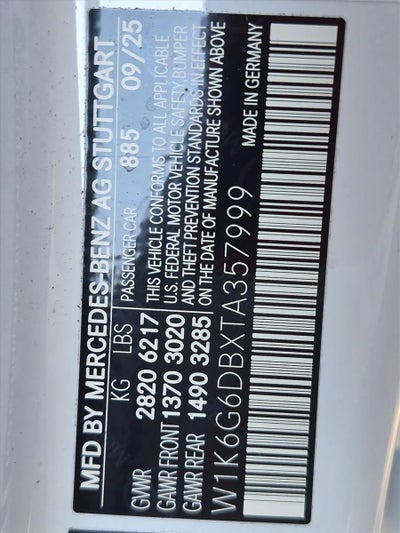 MFD BY MERCEDES-BENZ AG STUTTGART
KG LBS PASSENGER CAR 885 09/25
GVWR 2820 6217 THIS VEHICLE CONFORMS TO ALL APPLICABLE
GAWR FRONT 1370 3020 U.S. FEDERAL MOTOR VEHICLE SAFETY BUMPER
GAWR REAR 1490 3285 AND THEFT PREVENTION STANDARDS IN EFFECT
ON THE DATE OF MANUFACTURE SHOWN ABOVE
W1K6G6DBXTA357999 MADE IN GERMANY